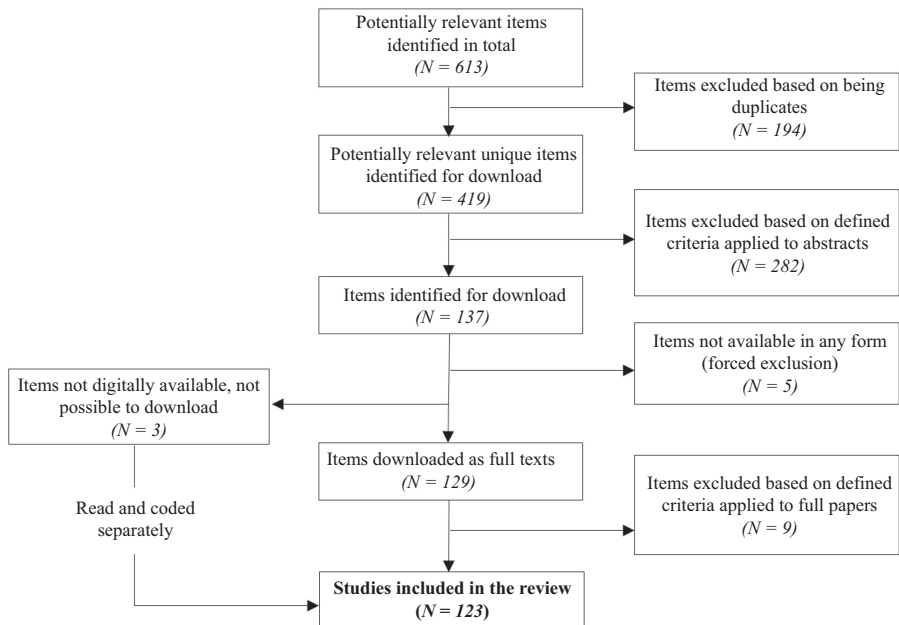 Potentially relevant items
identified in total
(N = 613)
Items excluded based on being
duplicates
(N = 194)
Potentially relevant unique items
identified for download
(N = 419)
Items excluded based on defined
criteria applied to abstracts
(N = 282)
Items identified for download
(N = 137)
Items not available in any form
(forced exclusion)
(N = 5)
Items not digitally available, not
possible to download
(N = 3)
Items downloaded as full texts
(N = 129)
Items excluded based on defined
criteria applied to full papers
(N = 9)
Read and coded
separately
Studies included in the review
(N = 123)